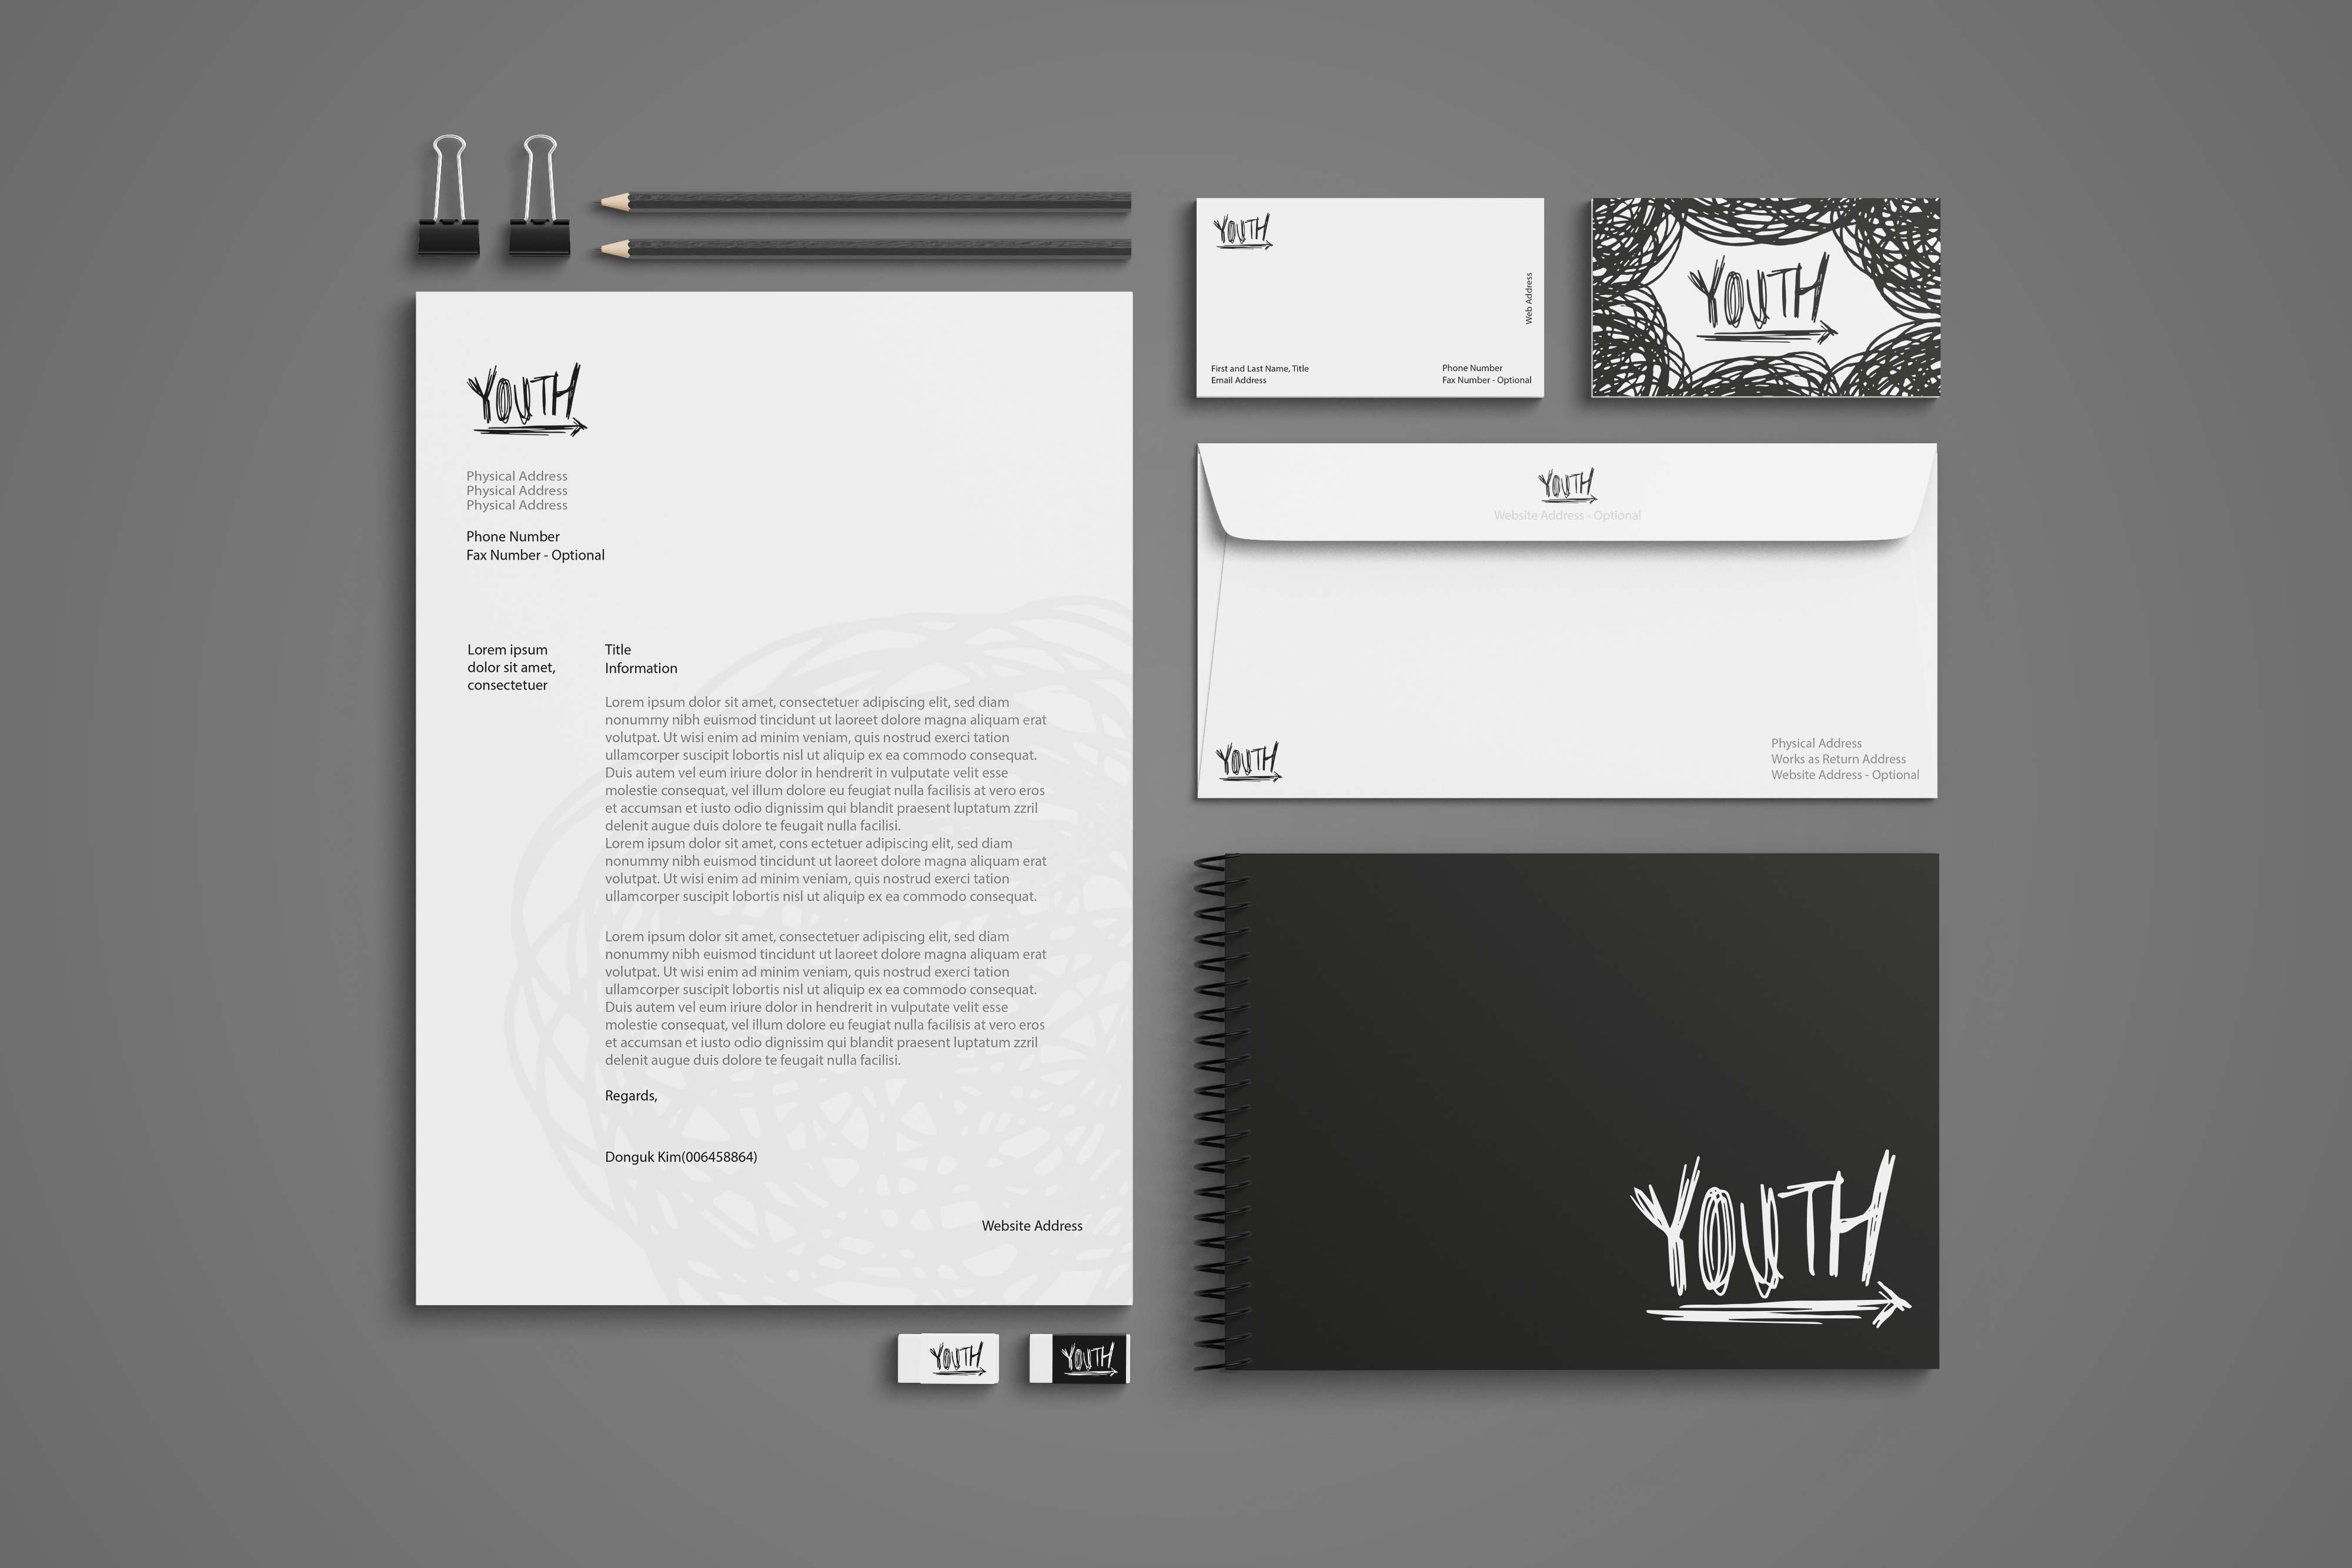 YOUTH
Physical Address
Physical Address
Physical Address
Phone Number
Fax Number - Optional
Lorem ipsum
dolor sit amet,
consectetuer
Title
Information
Lorem ipsum dolor sit amet, consectetuer adipiscing elit, sed diam
nonummy nibh euismod tincidunt ut laoreet dolore magna aliquam erat
volutpat. Ut wisi enim ad minim veniam, quis nostrud exerci tation
ullamcorper suscipit lobortis nisl ut aliquip ex ea commodo consequat.
Duis autem vel eum iriure dolor in hendrerit in vulputate velit esse
molestie consequat, vel illum dolore eu feugiat nulla facilisis at vero eros
et accumsan et iusto odio dignissim qui blandit praesent luptatum zzril
delenit augue duis dolore te feugait nulla facilisi.
Lorem ipsum dolor sit amet, cons ectetuer adipiscing elit, sed diam
nonummy nibh euismod tincidunt ut laoreet dolore magna aliquam erat
volutpat. Ut wisi enim ad minim veniam, quis nostrud exerci tation
ullamcorper suscipit lobortis nisl ut aliquip ex ea commodo consequat.
Lorem ipsum dolor sit amet, consectetuer adipiscing elit, sed diam
nonummy nibh euismod tincidunt ut laoreet dolore magna aliquam erat
volutpat. Ut wisi enim ad minim veniam, quis nostrud exerci tation
ullamcorper suscipit lobortis nisl ut aliquip ex ea commodo consequat.
Duis autem vel eum iriure dolor in hendrerit in vulputate velit esse
molestie consequat, vel illum dolore eu feugiat nulla facilisis at vero eros
et accumsan et iusto odio dignissim qui blandit praesent luptatum zzril
delenit augue duis dolore te feugait nulla facilisi.
Regards,
Donguk Kim(006458864)
Website Address
YOUTH
YOUTH
YOUTH
Web Address
First and Last Name, Title
Email Address
Phone Number
Fax Number - Optional
YOUTH
YOUTH
Website Address - Optional
YOUTH
Physical Address
Works as Return Address
Website Address - Optional
YOUTH